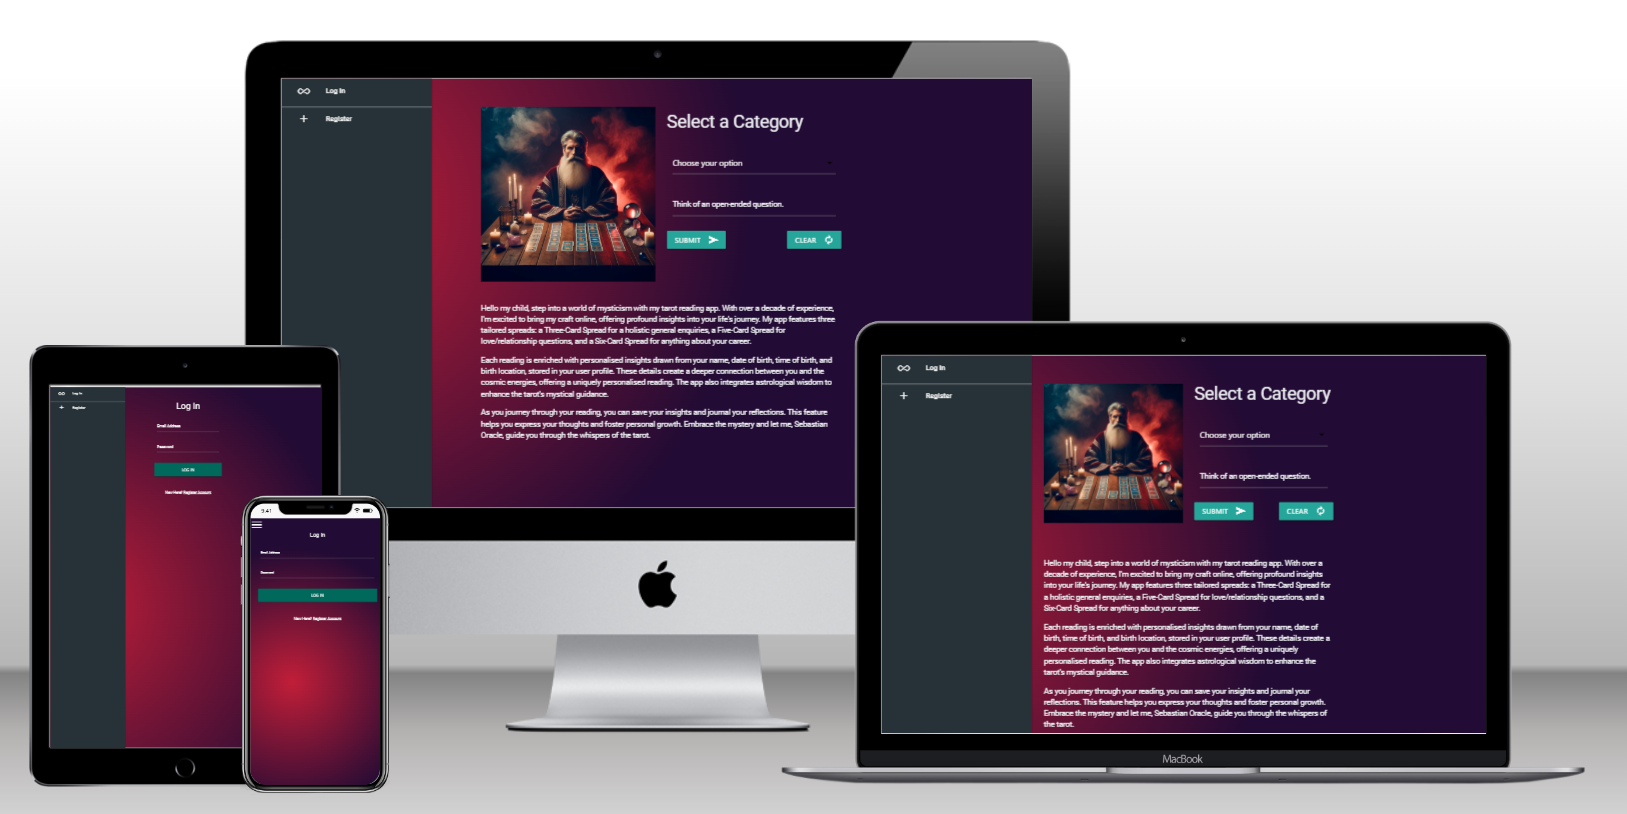 Log In
Register
Select a Category
Choose your option
Think of an open-ended question.
SUBMIT
CLEAR
Hello my child, step into a world of mysticism with my tarot reading app. With over a decade of experience,
I'm excited to bring my craft online, offering profound insights into your life's journey. My app features three
tailored spreads: a Three-Card Spread for a holistic general enquiries, a Five-Card Spread for
love/relationship questions, and a Six-Card Spread for anything about your career.
Each reading is enriched with personalised insights drawn from your name, date of birth, time of birth, and
birth location, stored in your user profile. These details create a deeper connection between you and the
cosmic energies, offering a uniquely personalised reading. The app also integrates astrological wisdom to
enhance the tarot's mystical guidance.
As you journey through your reading, you can save your insights and journal your reflections. This feature
helps you express your thoughts and foster personal growth. Embrace the mystery and let me, Sebastian
Oracle, guide you through the whispers of the tarot.
Log In
Register
Log In
Email Address
Password
LOG IN
New Here? Register Account
9:41
Log In
Email Address
Password
LOG IN
New Here? Register Account
Log In
Register
Select a Category
Choose your option
Think of an open-ended question.
SUBMIT
CLEAR
Hello my child, step into a world of mysticism with my tarot reading app. With over a
decade of experience, I'm excited to bring my craft online, offering profound insights
into your life's journey. My app features three tailored spreads: a Three-Card Spread for
a holistic general enquiries, a Five-Card Spread for love/relationship questions, and a
Six-Card Spread for anything about your career.
Each reading is enriched with personalised insights drawn from your name, date of
birth, time of birth, and birth location, stored in your user profile. These details create a
deeper connection between you and the cosmic energies, offering a uniquely
personalised reading. The app also integrates astrological wisdom to enhance the
tarot's mystical guidance.
As you journey through your reading, you can save your insights and journal your
reflections. This feature helps you express your thoughts and foster personal growth.
Embrace the mystery and let me, Sebastian Oracle, guide you through the whispers of
the tarot.
MacBook